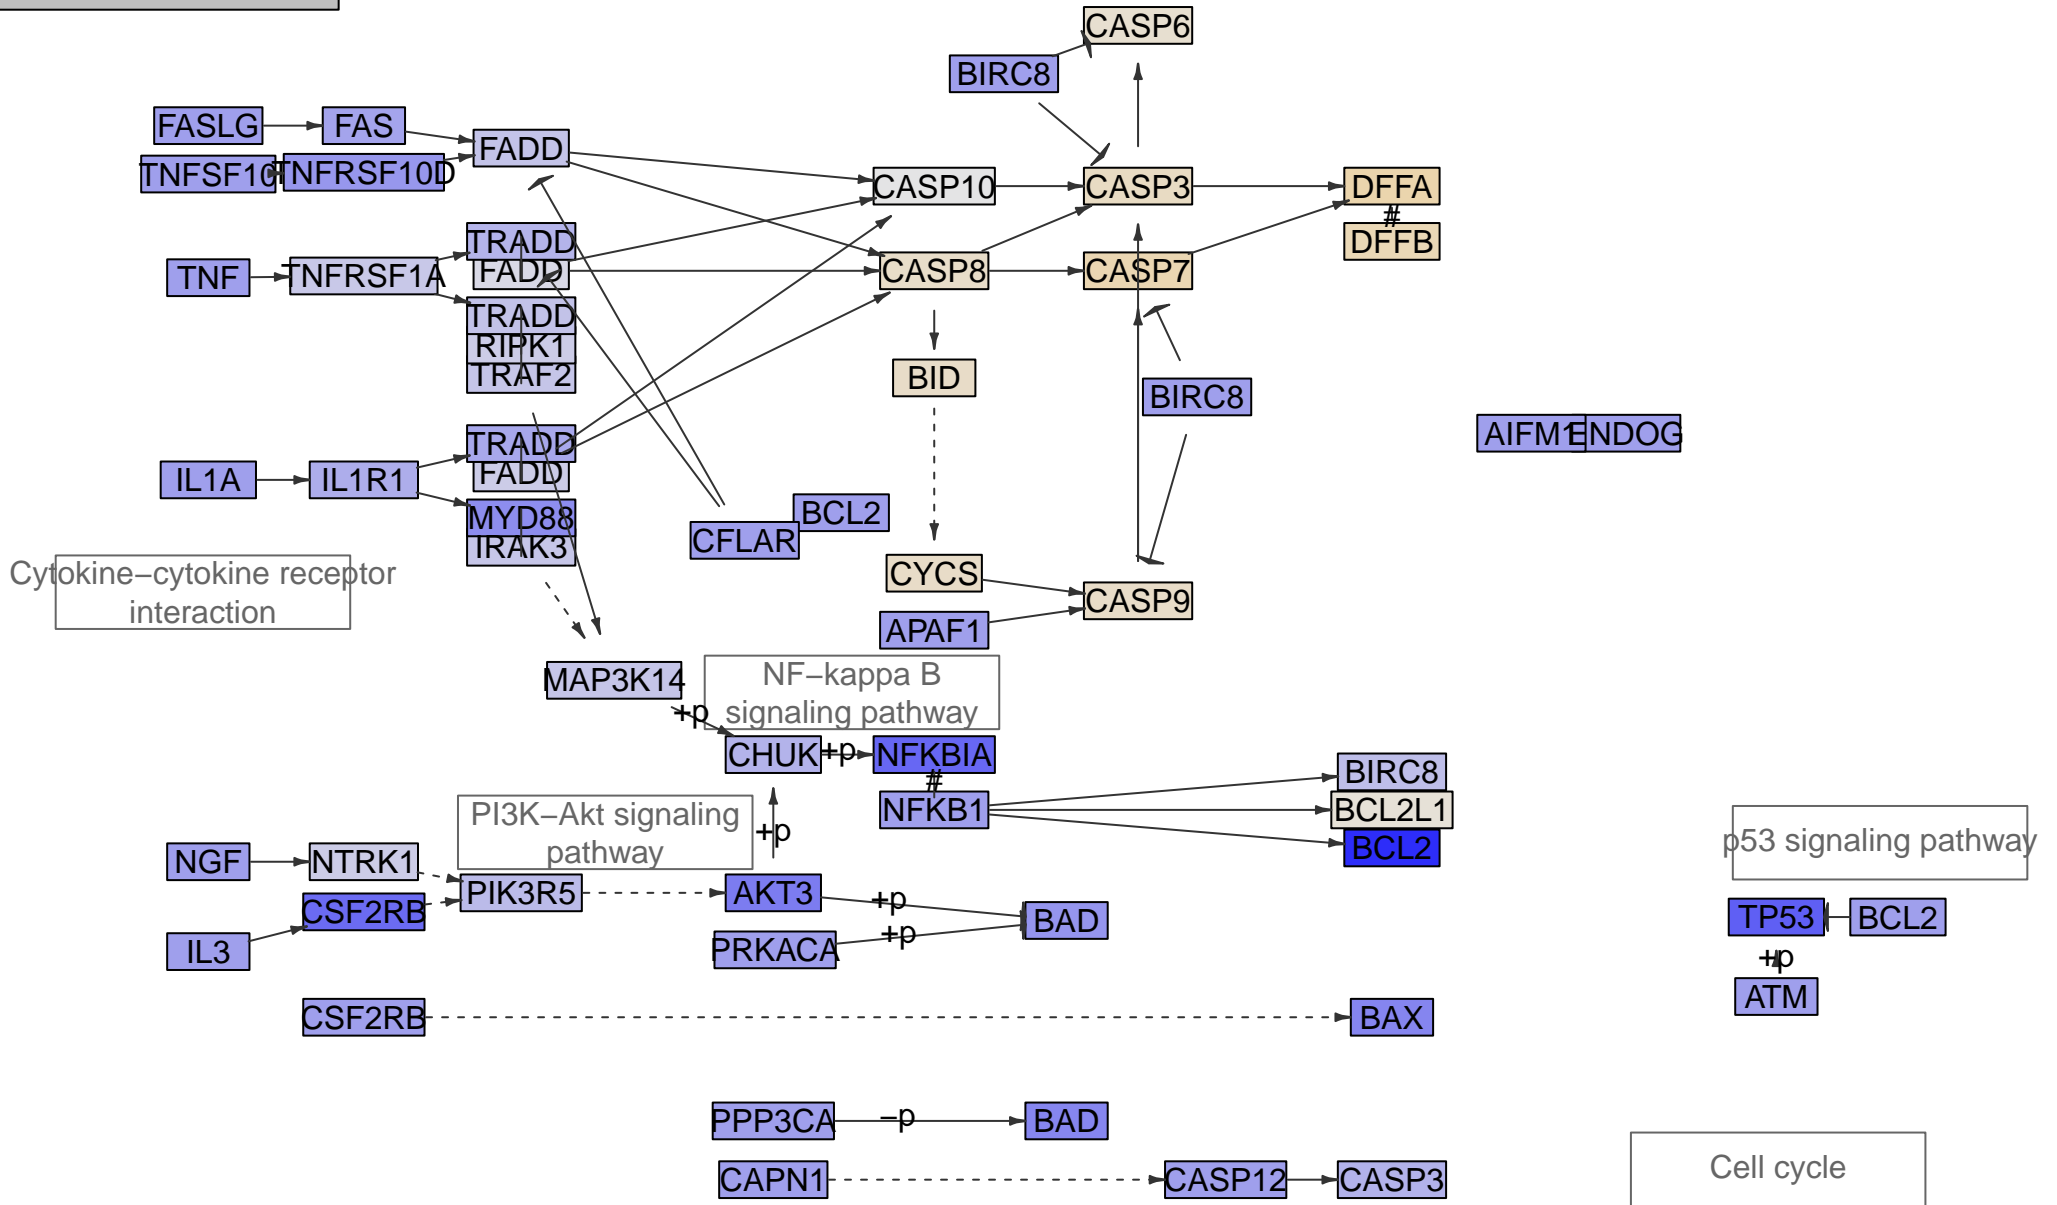 CASP6
BIRC8
FASLG
FAS
FADD
TNFSF10
TNFRSF10D
CASP10
CASP3
DFFA
#
DFFB
TRADD
FADD
TNF
TNFRSF1A
CASP8
CASP7
TRADD
RIPK1
TRAF2
BID
BIRC8
TRADD
FADD
AIFM1
ENDOG
IL1A
IL1R1
MYD88
IRAK3
BCL2
CFLAR
Cytokine−cytokine receptor
interaction
CYCS
CASP9
APAF1
MAP3K14
NF−kappa B
signaling pathway
+p
CHUK
+p
NFKBIA
#
NFKB1
BIRC8
BCL2L1
BCL2
PI3K−Akt signaling
pathway
+p
p53 signaling pathway
NGF
NTRK1
PIK3R5
AKT3
+p
BAD
CSF2RB
TP53
BCL2
IL3
PRKACA
+p
+p
ATM
CSF2RB
BAX
PPP3CA
−p
BAD
Cell cycle
CAPN1
CASP12
CASP3